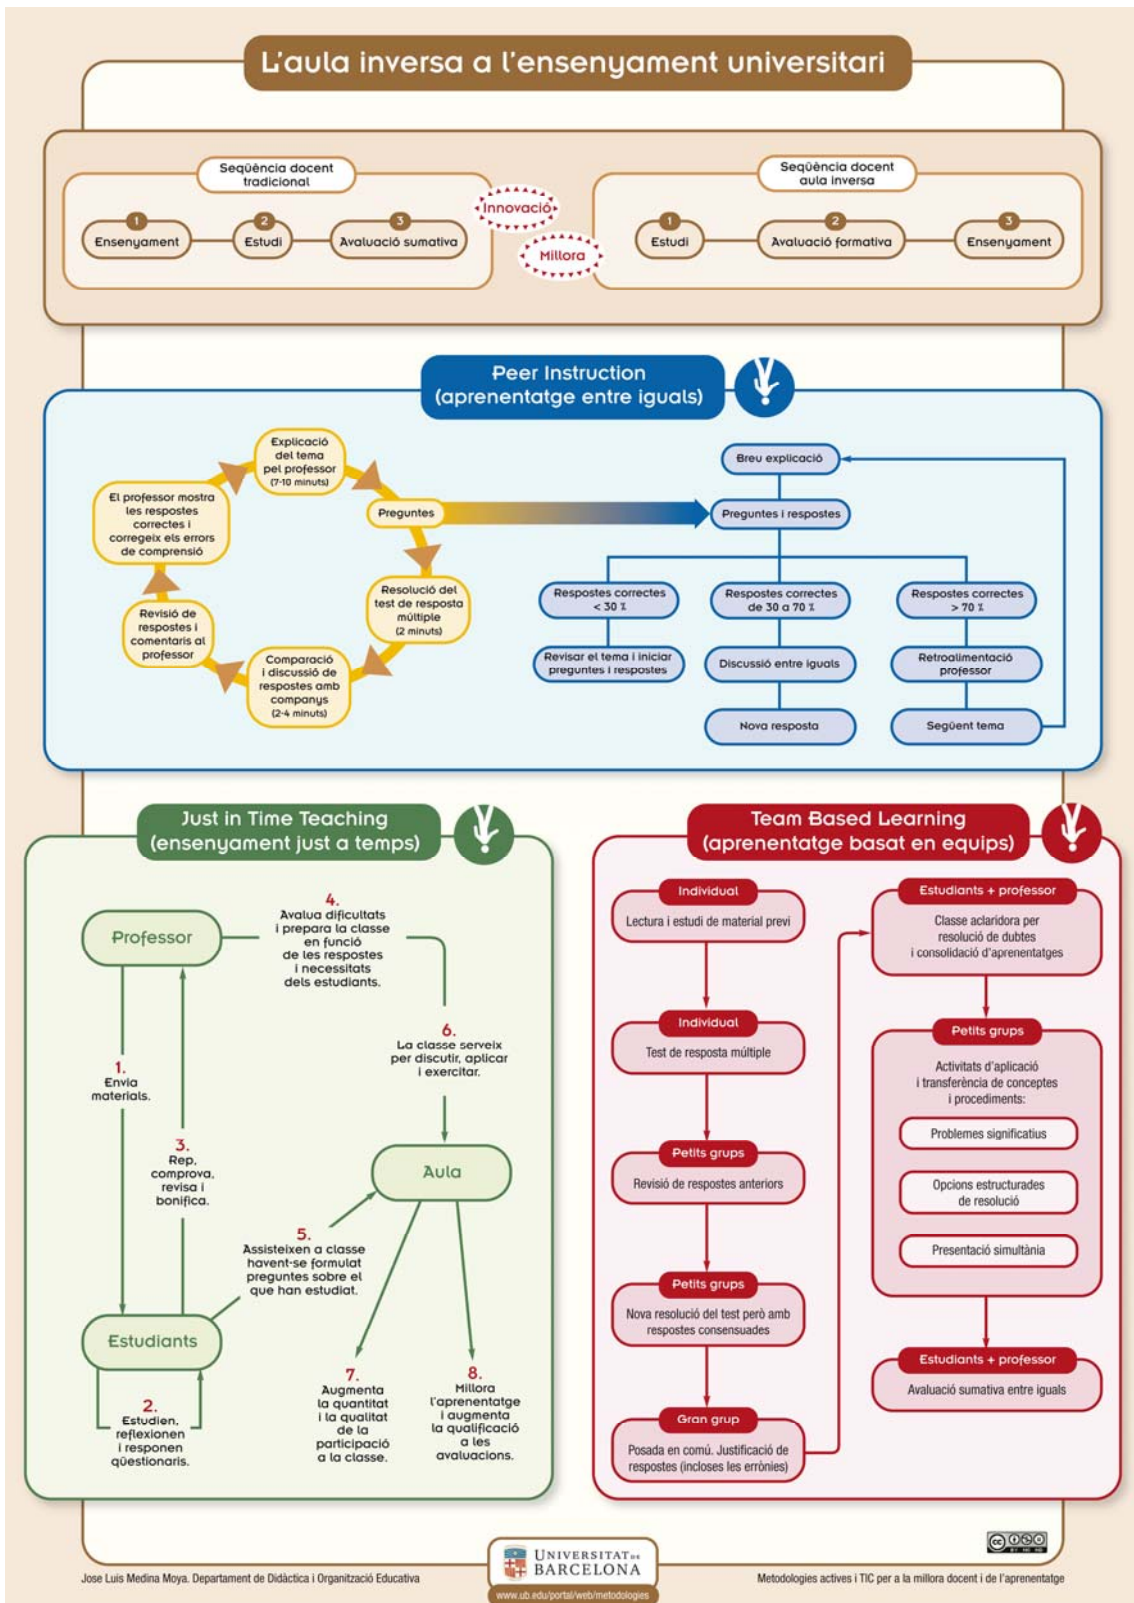 L'aula inversa a l'ensenyament universitari
Seqüència docent
tradicional
1
Ensenyament
2
Estudi
3
Avaluació sumativa
Innovació
Millora
Seqüència docent
aula inversa
1
Estudi
2
Avaluació formativa
3
Ensenyament
Peer Instruction
(aprenentatge entre iguals)
Explicació
del tema
pel professor
(7-10 minuts)
Preguntes
Resolució del
test de resposta
múltiple
(2 minuts)
Comparació
i discussió de
respostes amb
companys
(2-4 minuts)
Revisió de
respostes i
comentaris al
professor
El professor mostra
les respostes
correctes i
corregeix els errors
de comprensió
Breu explicació
Preguntes i respostes
Respostes correctes
< 30 %
Revisar el tema i iniciar
preguntes i respostes
Respostes correctes
de 30 a 70 %
Discussió entre iguals
Nova resposta
Respostes correctes
> 70 %
Retroalimentació
professor
Següent tema
Just in Time Teaching
(ensenyament just a temps)
Professor
1.
Envia
materials.
Estudiants
2.
Estudien,
reflexionen
i responen
qüestionaris.
3.
Rep,
comprova,
revisa i
bonifica.
4.
Avalua dificultats
i prepara la classe
en funció
de les respostes
i necessitats
dels estudiants.
5.
Assisteixen a classe
havent-se formulat
preguntes sobre el
que han estudiat.
6.
La classe serveix
per discutir, aplicar
i exercitar.
Aula
7.
Augmenta
la quantitat
i la qualitat
de la
participació
a la classe.
8.
Millora
l'aprenentatge
i augmenta
la qualificació
a les
avaluacions.
Team Based Learning
(aprenentatge basat en equips)
Individual
Lectura i estudi de material previ
Individual
Test de resposta múltiple
Petits grups
Revisió de respostes anteriors
Petits grups
Nova resolució del test però amb
respostes consensuades
Gran grup
Posada en comú. Justificació de
respostes (incloses les errònies)
Estudiants + professor
Classe aclaridora per
resolució de dubtes
i consolidació d'aprenentatges
Petits grups
Activitats d'aplicació
i transferència de conceptes
i procediments:
Problemes significatius
Opcions estructurades
de resolució
Presentació simultània
Estudiants + professor
Avaluació sumativa entre iguals
Jose Luis Medina Moya. Departament de Didàctica i Organització Educativa
UNIVERSITAT DE
BARCELONA
www.ub.edu/portal/web/metodologies
cc
BY NC ND
Metodologies actives i TIC per a la millora docent i de l'aprenentatge